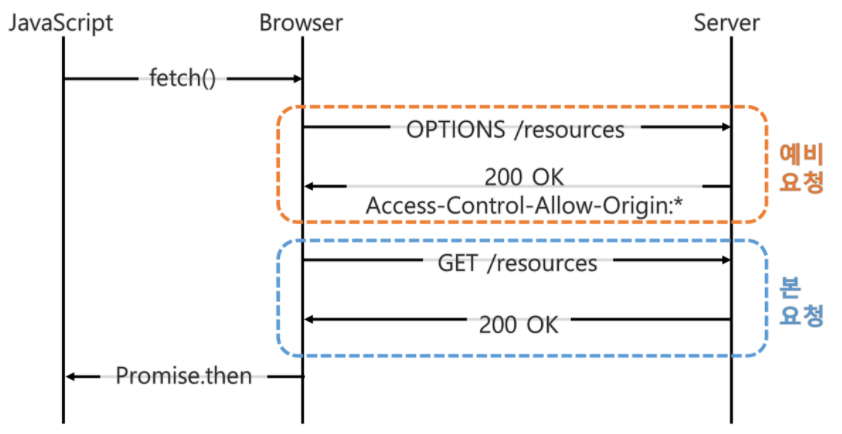 JavaScript
Browser
Server
fetch()
OPTIONS /resources
예비
요청
200 OK
Access-Control-Allow-Origin:*
GET /resources
본
요청
200 OK
Promise.then